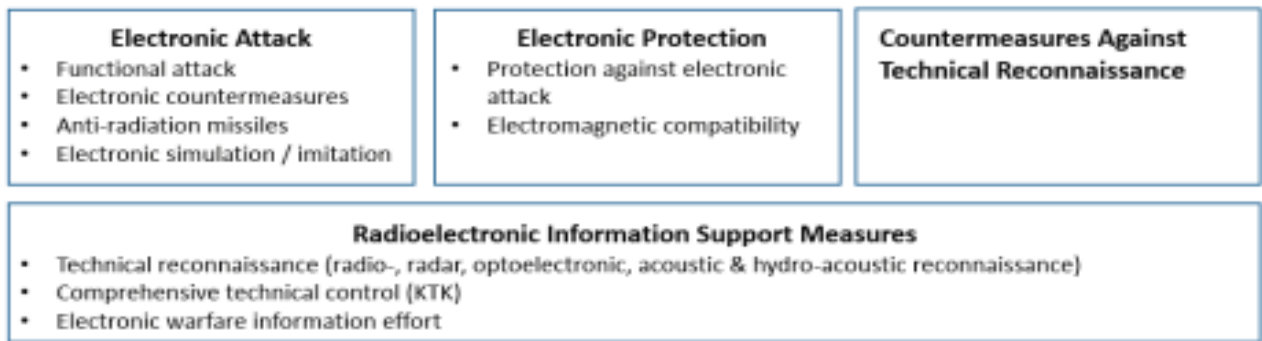 Electronic Attack
• Functional attack
• Electronic countermeasures
• Anti-radiation missiles
• Electronic simulation / imitation
Electronic Protection
• Protection against electronic
attack
• Electromagnetic compatibility
Countermeasures Against
Technical Reconnaissance
Radioelectronic Information Support Measures
• Technical reconnaissance (radio-, radar, optoelectronic, acoustic & hydro-acoustic reconnaissance)
• Comprehensive technical control (KTK)
• Electronic warfare information effort